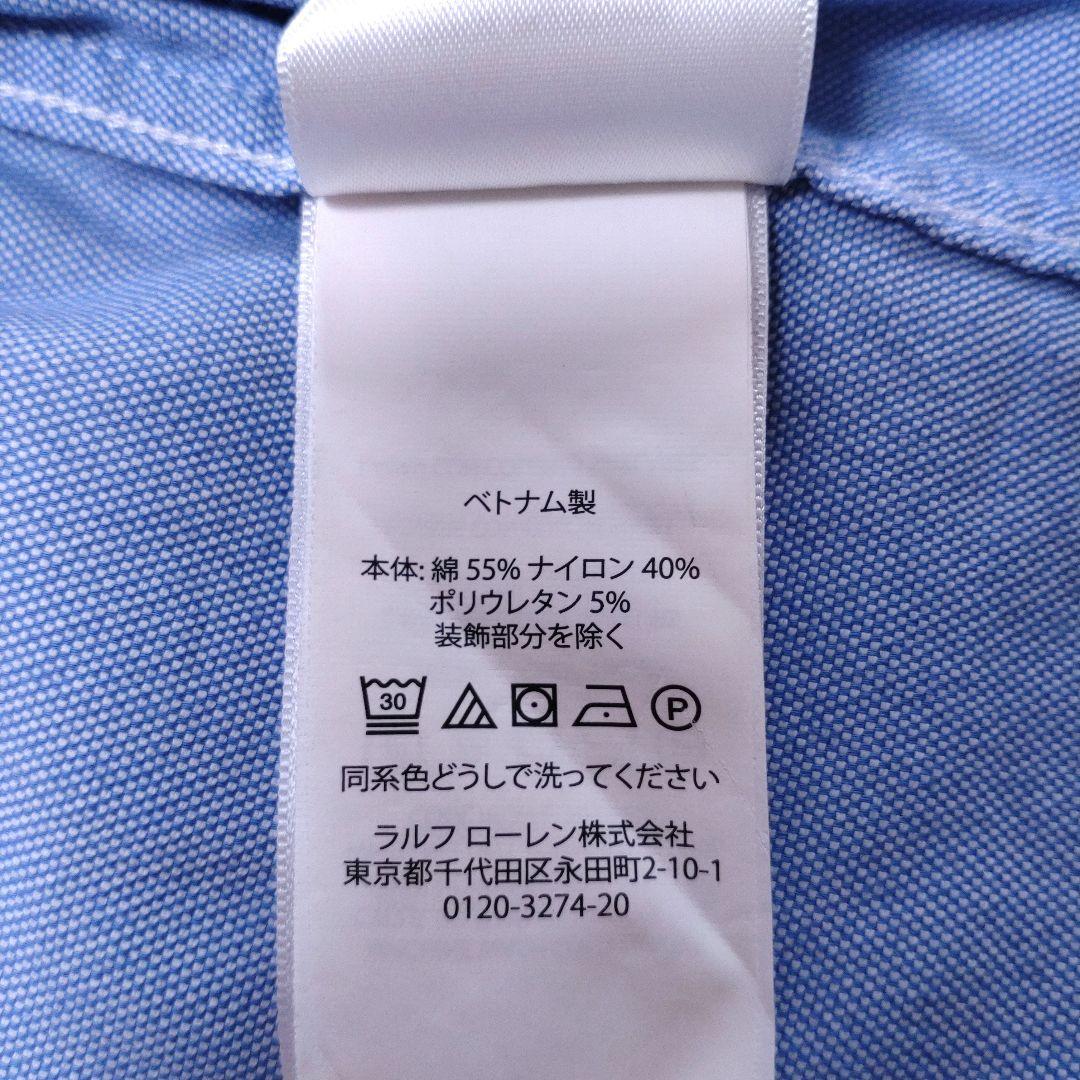 ベトナム製
本体: 綿 55% ナイロン 40%
ポリウレタン 5%
装飾部分を除く
30 P
同系色どうしで洗ってください
ラルフ ローレン株式会社
東京都千代田区永田町2-10-1
0120-3274-20